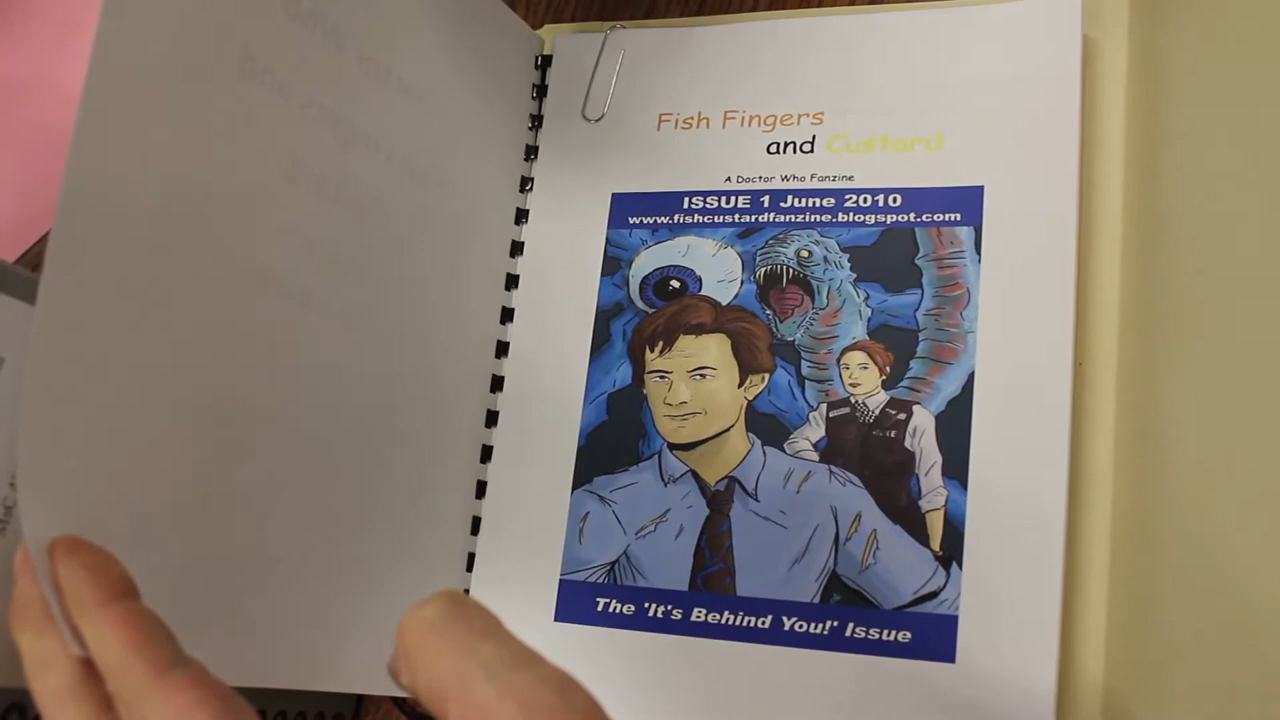 Fish Fingers
and Custard
A Doctor Who Fanzine
ISSUE 1 June 2010
www.fishcustardfanzine.blogspot.com
The 'It's Behind You!' Issue